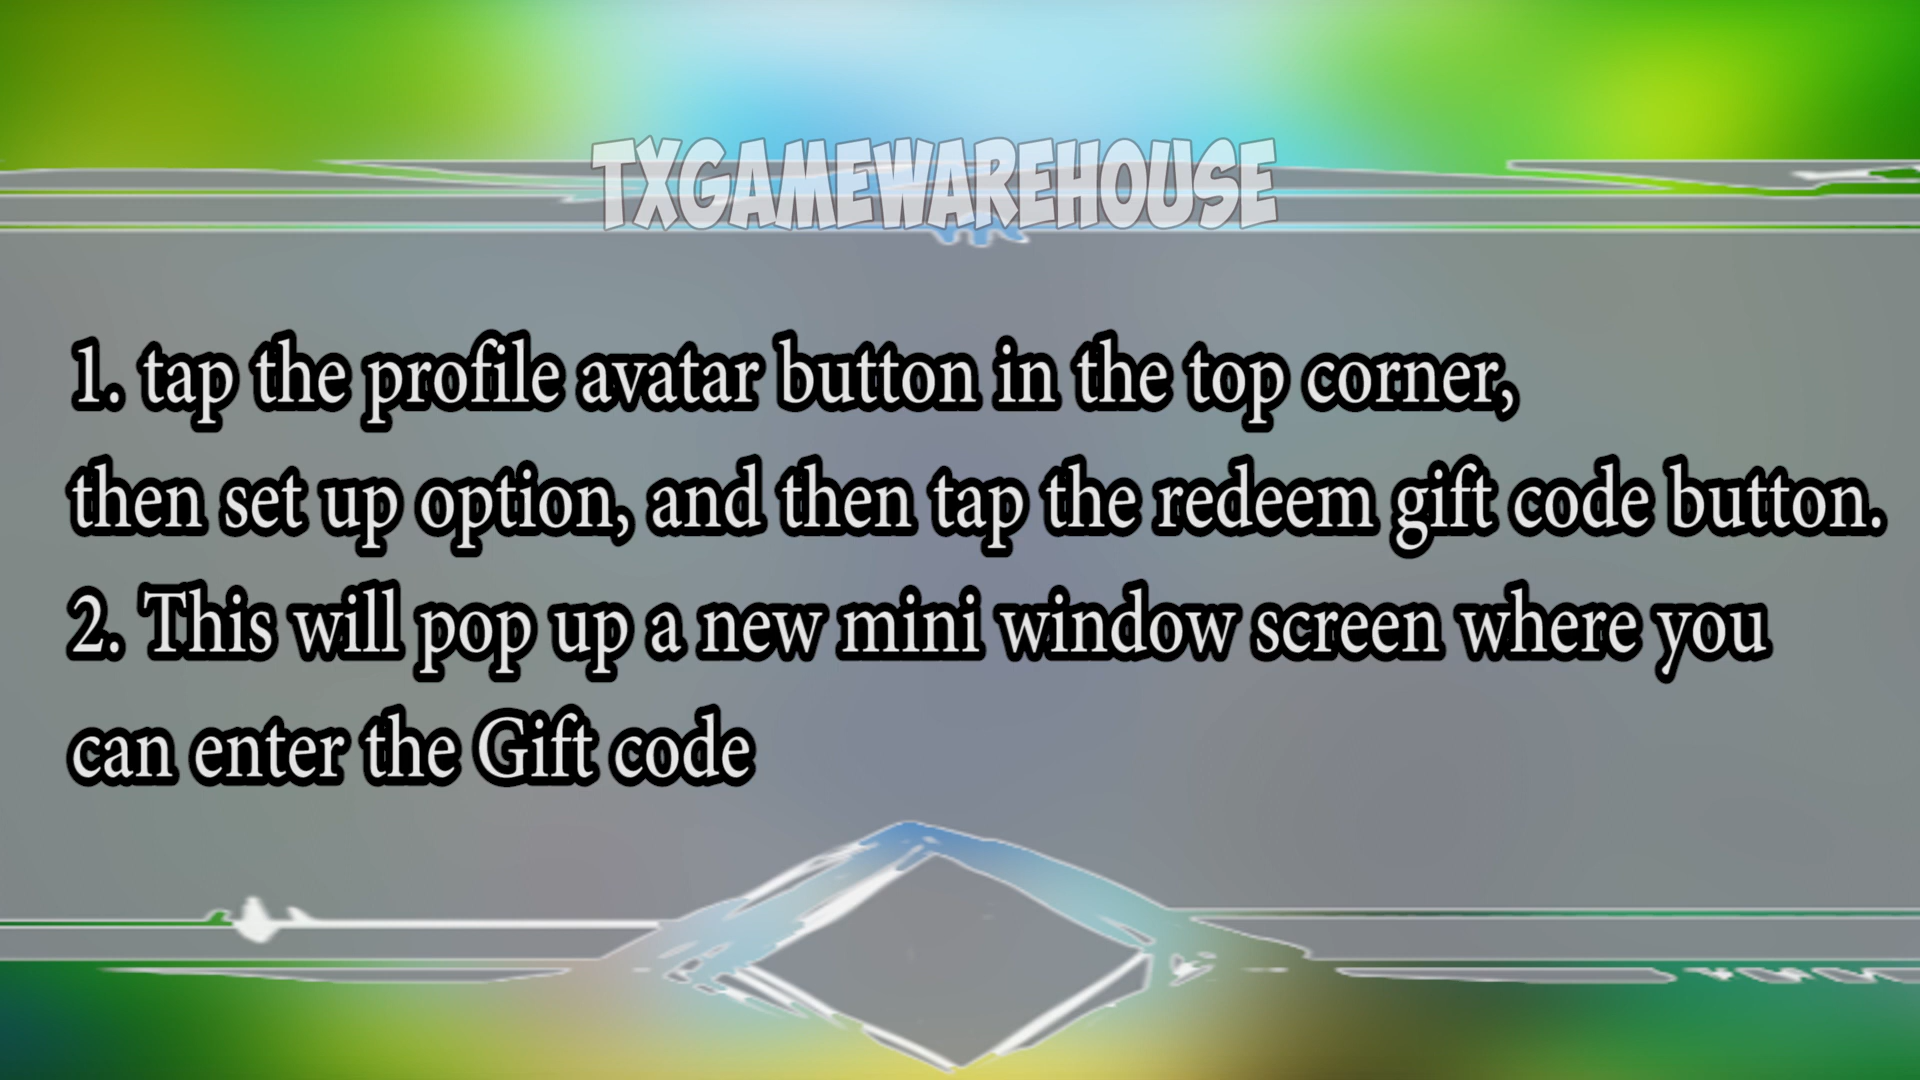 TXGAMEWAREHOUSE
1. tap the profile avatar button in the top corner,
then set up option, and then tap the redeem gift code button.
2. This will pop up a new mini window screen where you
can enter the Gift code